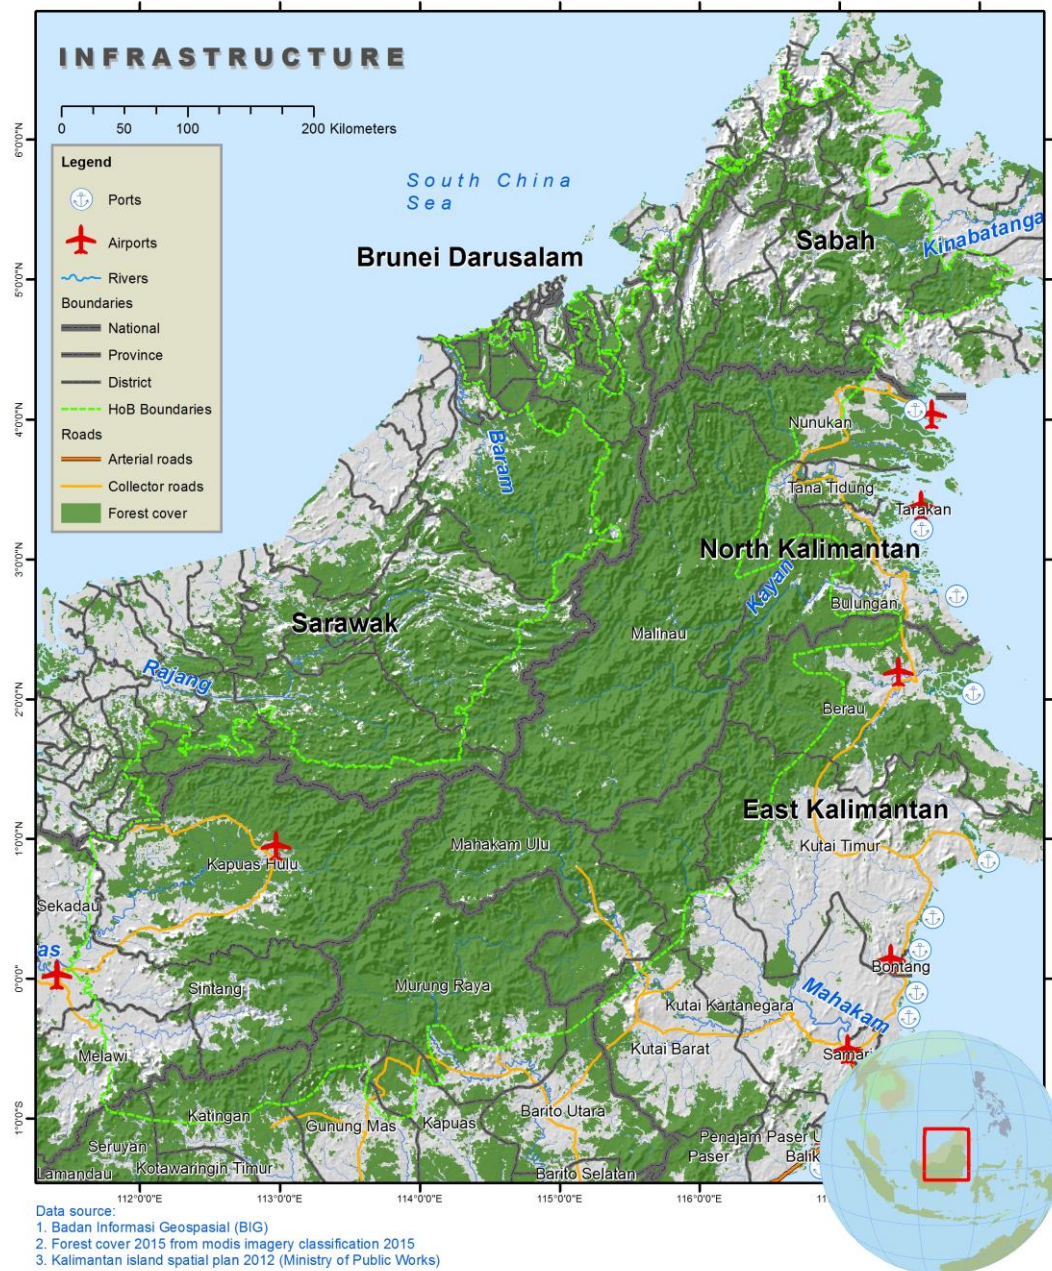 INFRASTRUCTURE
0 50 100 200 Kilometers
Legend
Ports
Airports
Rivers
Boundaries
National
Province
District
HoB Boundaries
Roads
Arterial roads
Collector roads
Forest cover
South China
Sea
Brunei Darusalam
Sabah
Kinabatanga
Nunukan
Baram
Tana Tidung
Tarakan
North Kalimantan
Kayan
Bulungan
Sarawak
Malinau
Rajang
Berau
East Kalimantan
Kutai Timur
Mahakam Ulu
Kapuas Hulu
Sekadau
as
Bontang
Sintang
Murung Raya
Kutai Kartanegara
Mahakam
Kutai Barat
Samari
Melawi
Katingan
Gunung Mas
Kapuas
Barito Utara
Penajam Paser U
Seruyan
Paser
Balik
Lamandau
Kotawaringin Timur
Barito Selatan
6°0'0"N
5°0'0"N
4°0'0"N
3°0'0"N
2°0'0"N
1°0'0"N
0°0'0"
1°0'0"S
112°0'0"E
113°0'0"E
114°0'0"E
115°0'0"E
116°0'0"E
Data source:
1. Badan Informasi Geospasial (BIG)
2. Forest cover 2015 from modis imagery classification 2015
3. Kalimantan island spatial plan 2012 (Ministry of Public Works)